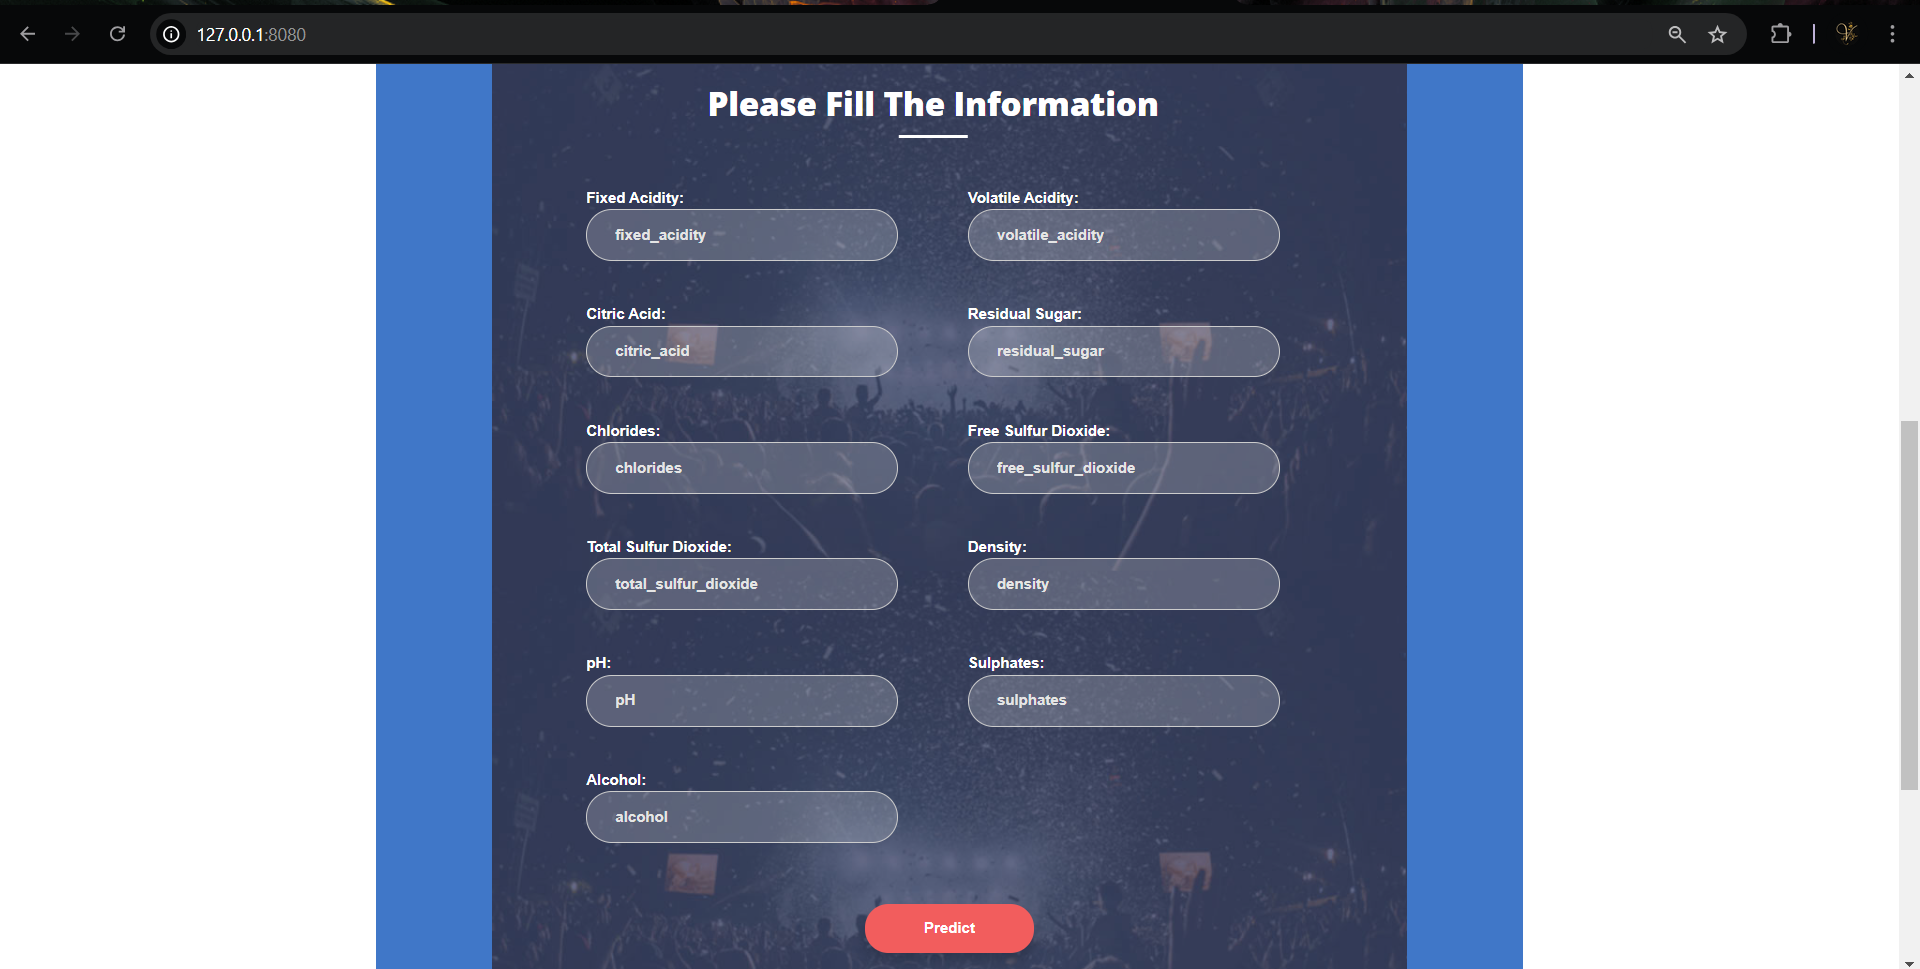 127.0.0.1:8080
Please Fill The Information
Fixed Acidity:
Volatile Acidity:
fixed_acidity
volatile_acidity
Citric Acid:
Residual Sugar:
citric_acid
residual_sugar
Chlorides:
Free Sulfur Dioxide:
chlorides
free_sulfur_dioxide
Total Sulfur Dioxide:
Density:
total_sulfur_dioxide
density
pH:
Sulphates:
pH
sulphates
Alcohol:
alcohol
Predict